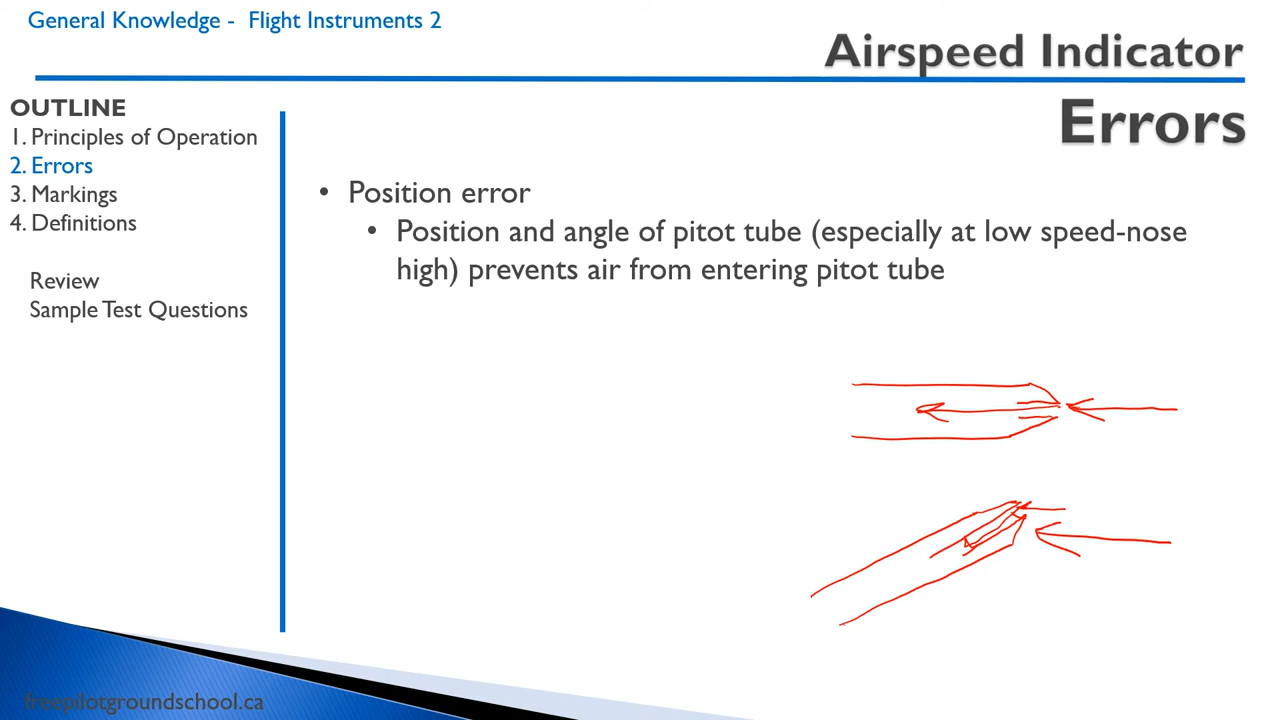 General Knowledge - Flight Instruments 2
Airspeed Indicator
Errors
OUTLINE
1. Principles of Operation
2. Errors
3. Markings
4. Definitions
Review
Sample Test Questions
• Position error
• Position and angle of pitot tube (especially at low speed-nose
high) prevents air from entering pitot tube
freepilotgroundschool.ca